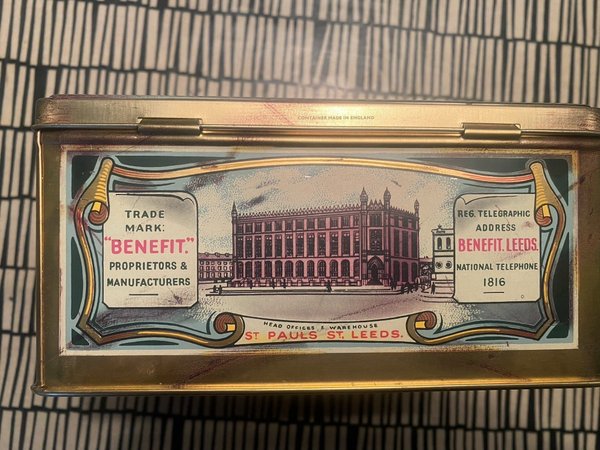 CONTAINER MADE IN ENGLAND
TRADE
MARK:
"BENEFIT."
PROPRIETORS &
MANUFACTURERS
REG. TELEGRAPHIC
ADDRESS
BENEFIT. LEEDS.
NATIONAL TELEPHONE
1816
HEAD OFFICES & WAREHOUSE
ST PAULS ST. LEEDS.